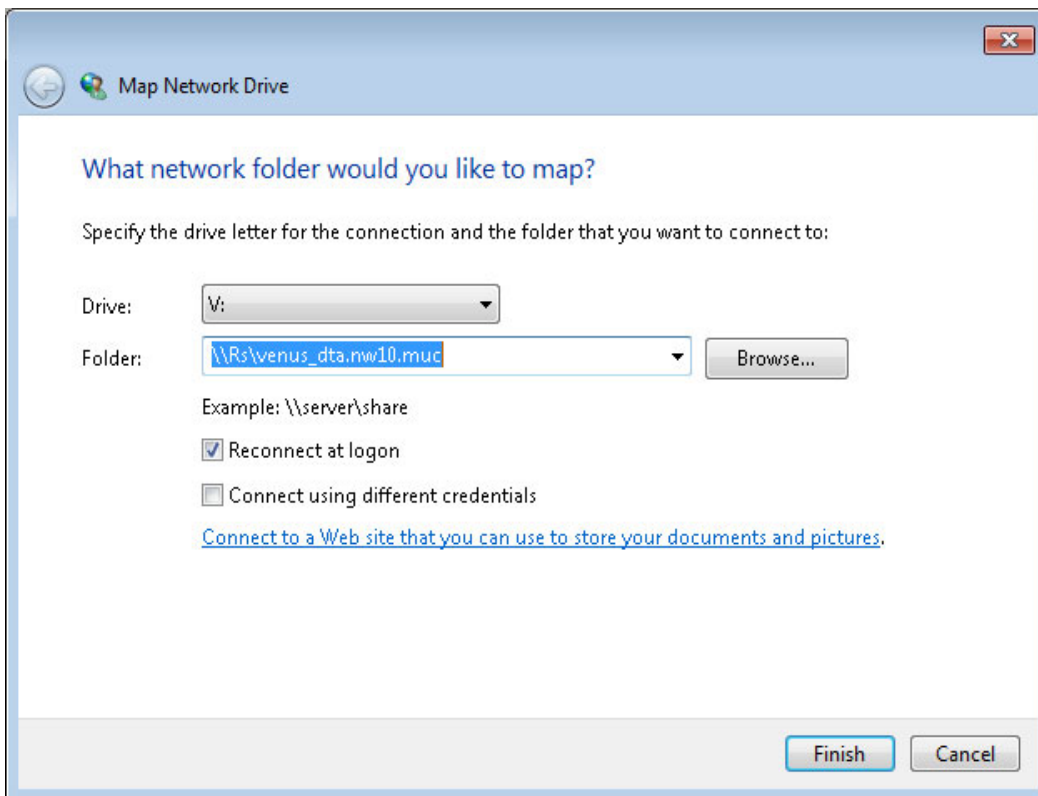 Map Network Drive
What network folder would you like to map?
Specify the drive letter for the connection and the folder that you want to connect to:
Drive: V:
Folder: \\Rs\venus_dta.nw10.muc Browse...
Example: \\server\share
Reconnect at logon
Connect using different credentials
Connect to a Web site that you can use to store your documents and pictures.
Finish Cancel